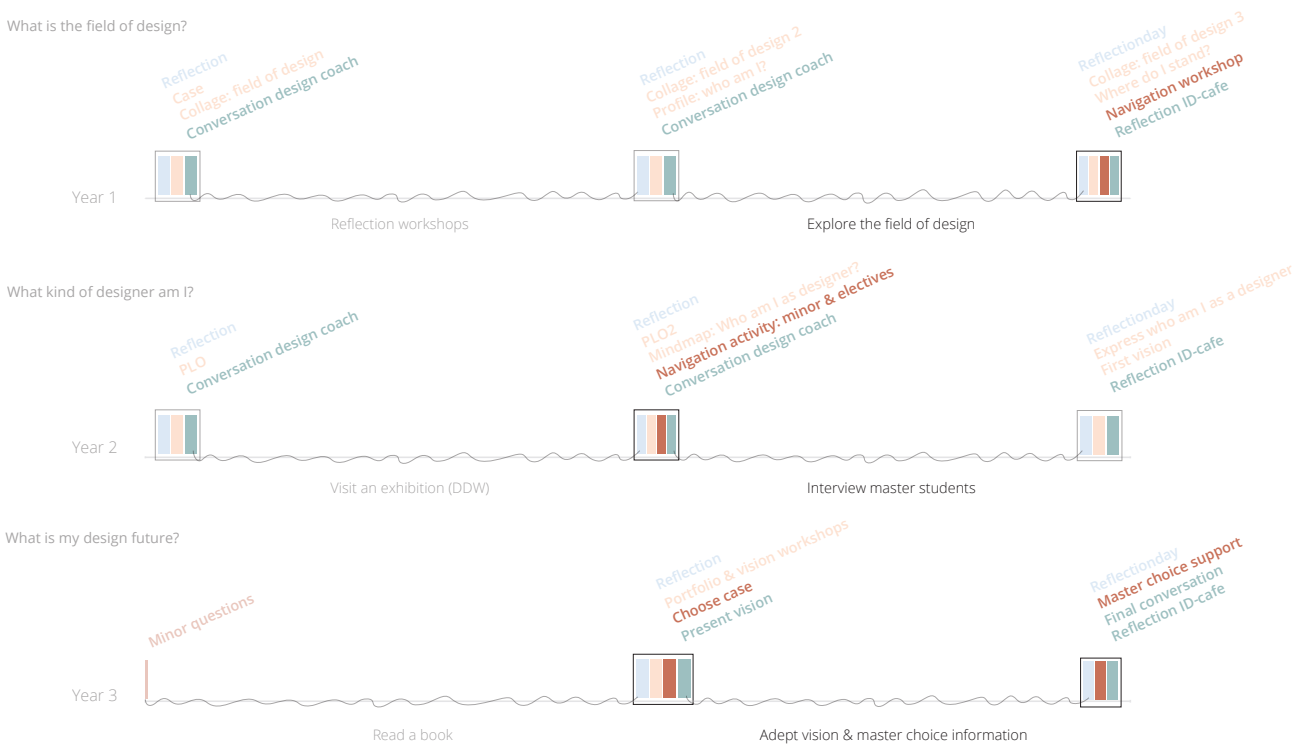 What is the field of design?
Reflection
Case
Collage: field of design
Conversation design coach
Reflection
Collage: field of design 2
Profile: who am I?
Conversation design coach
Reflectionday
Collage: field of design 3
Where do I stand?
Navigation workshop
Reflection ID-cafe
Year 1
Reflection workshops
Explore the field of design
What kind of designer am I?
Reflection
PLO
Conversation design coach
Reflection
PLO2
Mindmap: Who am I as designer?
Navigation activity: minor & electives
Conversation design coach
Reflectionday
Express who am I as a designer
First vision
Reflection ID-cafe
Year 2
Visit an exhibition (DDW)
Interview master students
What is my design future?
Minor questions
Reflection
Portfolio & vision workshops
Choose case
Present vision
Reflectionday
Master choice support
Final conversation
Reflection ID-cafe
Year 3
Read a book
Adept vision & master choice information